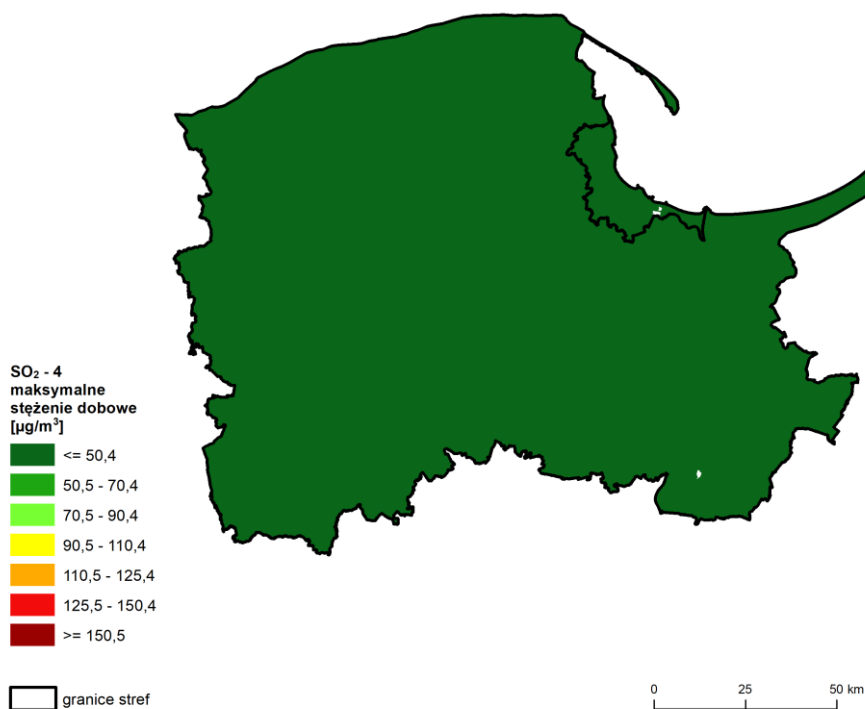 SO₂ - 4
maksymalne
stężenie dobowe
[µg/m³]
<= 50,4
50,5 - 70,4
70,5 - 90,4
90,5 - 110,4
110,5 - 125,4
125,5 - 150,4
>= 150,5
granice stref
0 25 50 km